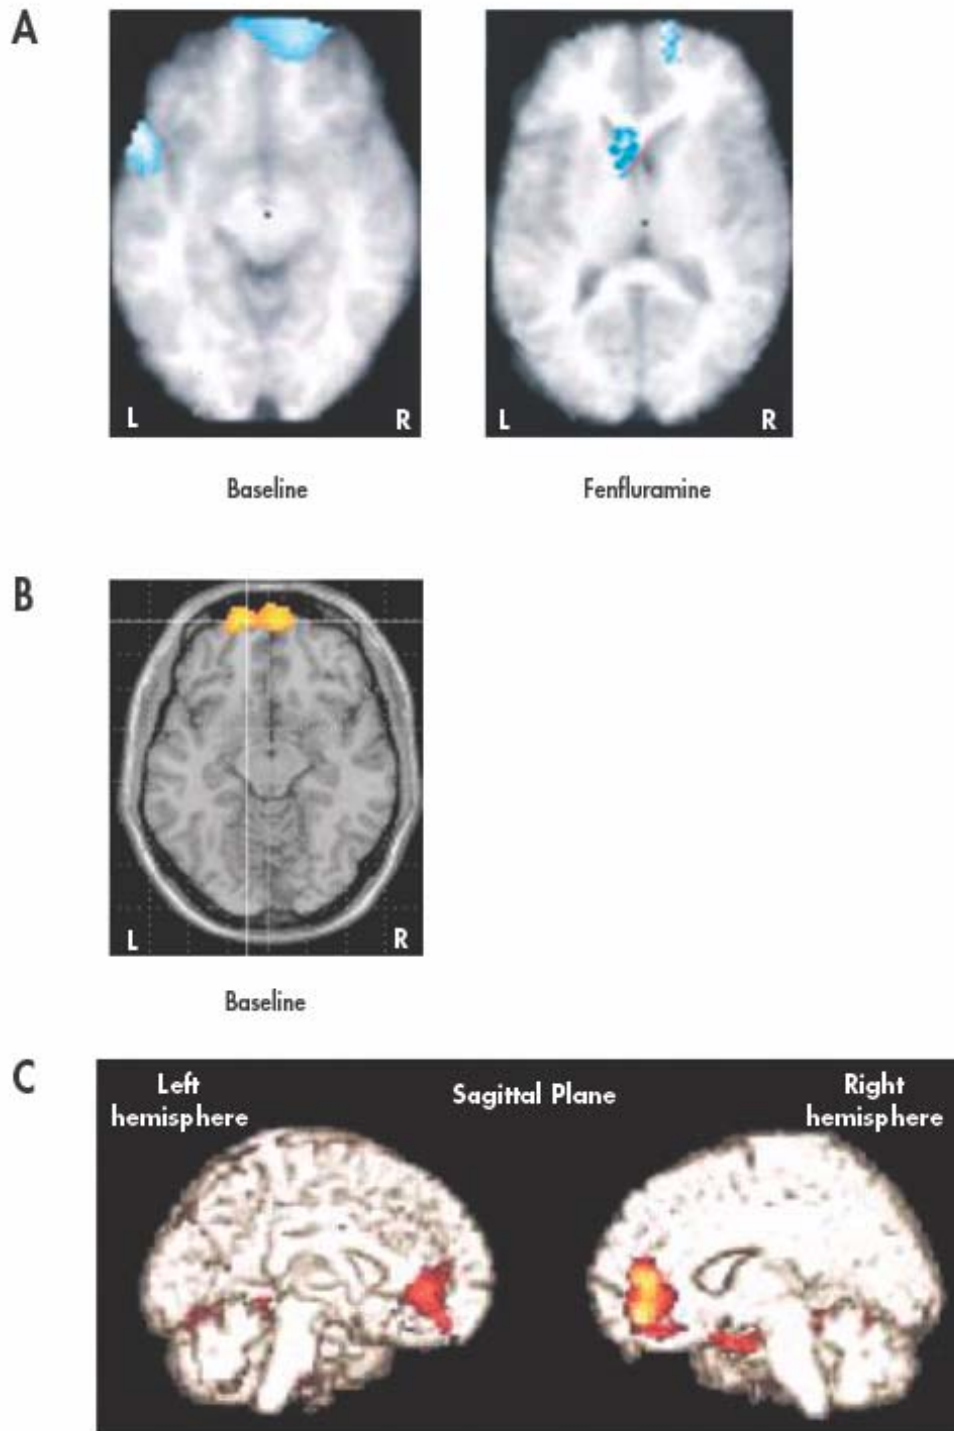 A
L
R
L
R
Baseline
Fenfluramine
B
L
R
Baseline
C
Left
hemisphere
Sagittal Plane
Right
hemisphere